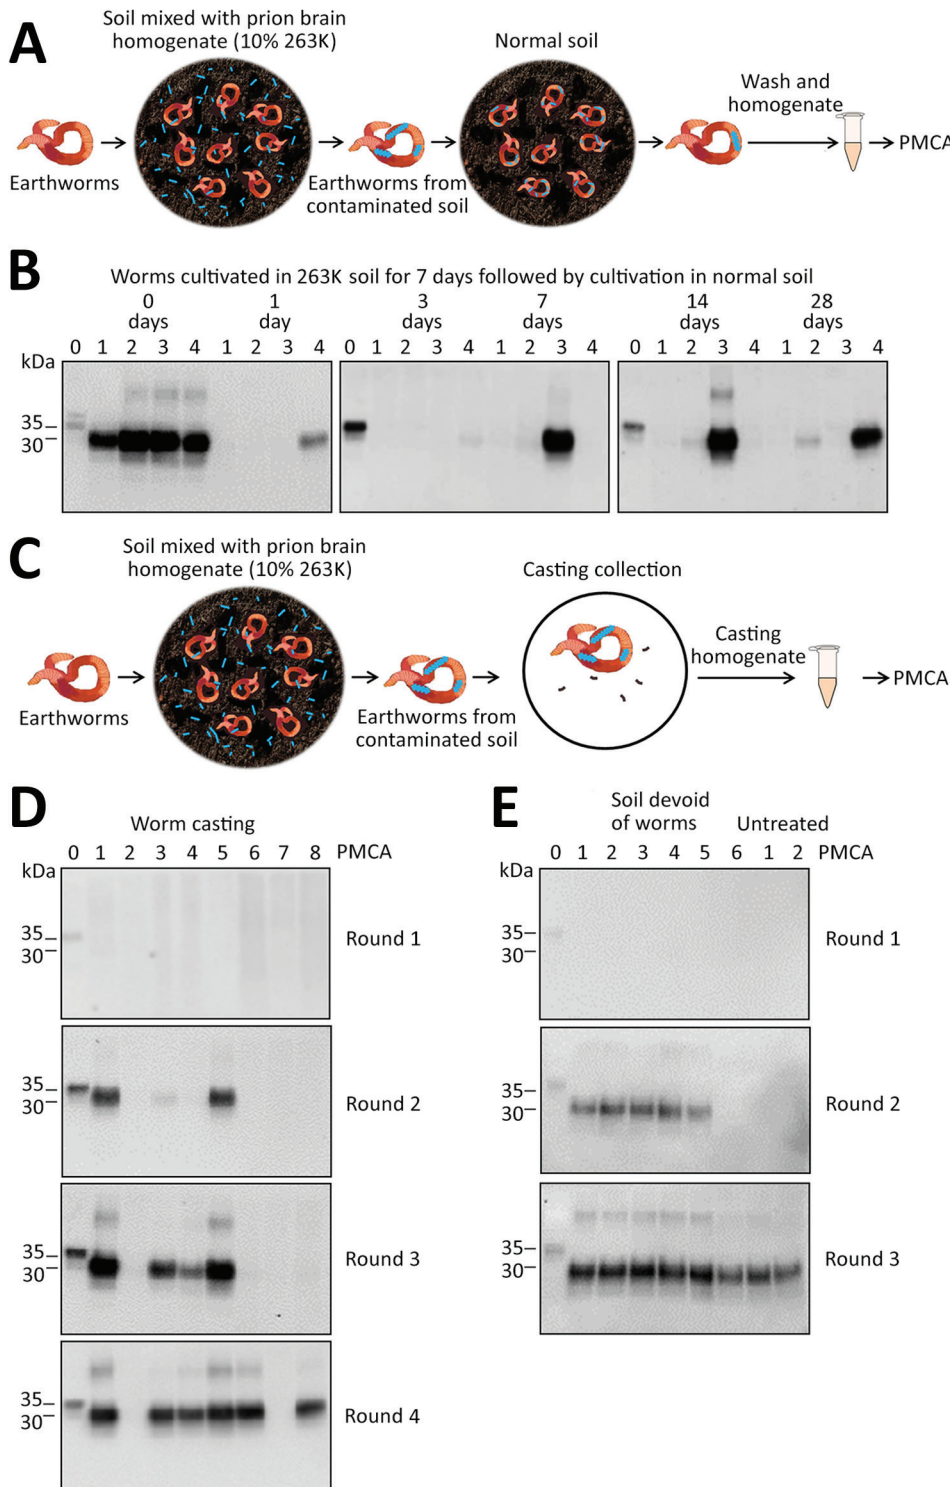 A
Soil mixed with prion brain
homogenate (10% 263K)
Normal soil
Wash and
homogenate
PMCA
Earthworms
Earthworms from
contaminated soil
B
Worms cultivated in 263K soil for 7 days followed by cultivation in normal soil
0 1 3 7 14 28
days day days days days days
kDa 0 1 2 3 4 1 2 3 4 0 1 2 3 4 1 2 3 4 0 1 2 3 4 1 2 3 4
35
30
C
Soil mixed with prion brain
homogenate (10% 263K)
Casting collection
Casting
homogenate
PMCA
Earthworms
Earthworms from
contaminated soil
D
Worm casting
0 1 2 3 4 5 6 7 8 PMCA
kDa
35
30
Round 1
35
30
Round 2
35
30
Round 3
35
30
Round 4
E
Soil devoid
of worms
Untreated
0 1 2 3 4 5 6 1 2 PMCA
kDa
35
30
Round 1
35
30
Round 2
35
30
Round 3